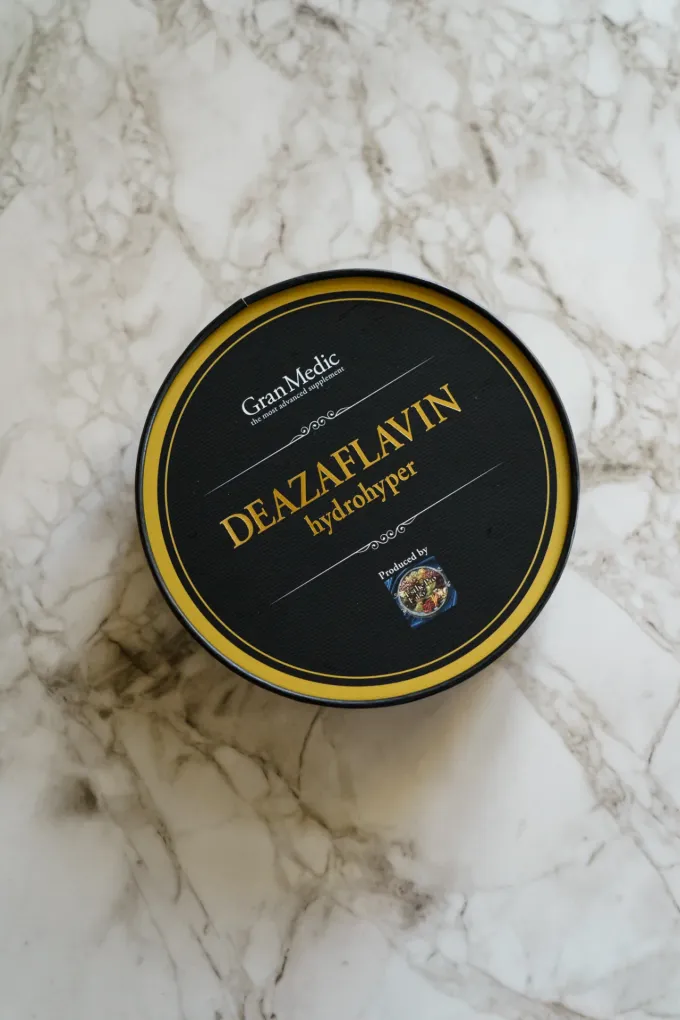 GranMedic
the most advanced supplement
DEAZAFLAVIN
hydrohyper
Produced by